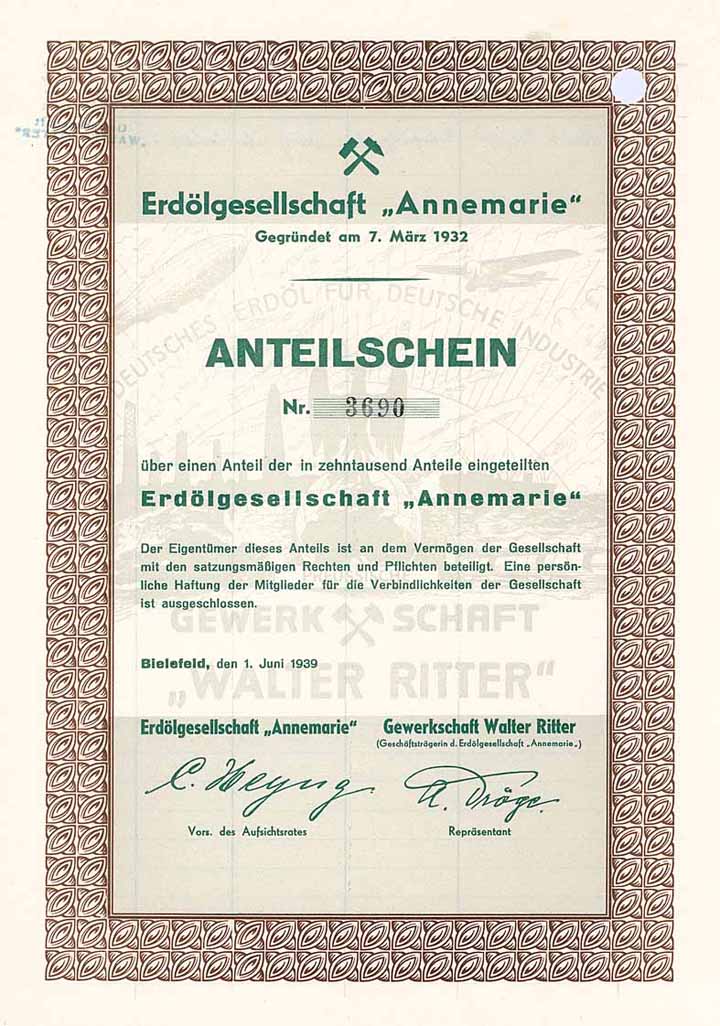 Erdölgesellschaft „Annemarie“
Gegründet am 7. März 1932
DEUTSCHES ERDÖL FÜR DEUTSCHE INDUSTRIE
ANTEILSCHEIN
Nr. 3690
über einen Anteil der in zehntausend Anteile eingeteilten
Erdölgesellschaft „Annemarie“
Der Eigentümer dieses Anteils ist an dem Vermögen der Gesellschaft
mit den satzungsmäßigen Rechten und Pflichten beteiligt. Eine persön-
liche Haftung der Mitglieder für die Verbindlichkeiten der Gesellschaft
ist ausgeschlossen.
GEWERKSCHAFT
„WALTER RITTER“
Bielefeld, den 1. Juni 1939
Erdölgesellschaft „Annemarie“ Gewerkschaft Walter Ritter
(Geschäftsträgerin d. Erdölgesellschaft „Annemarie„)
C. Weyng A. Dröge
Vors. des Aufsichtsrates Repräsentant